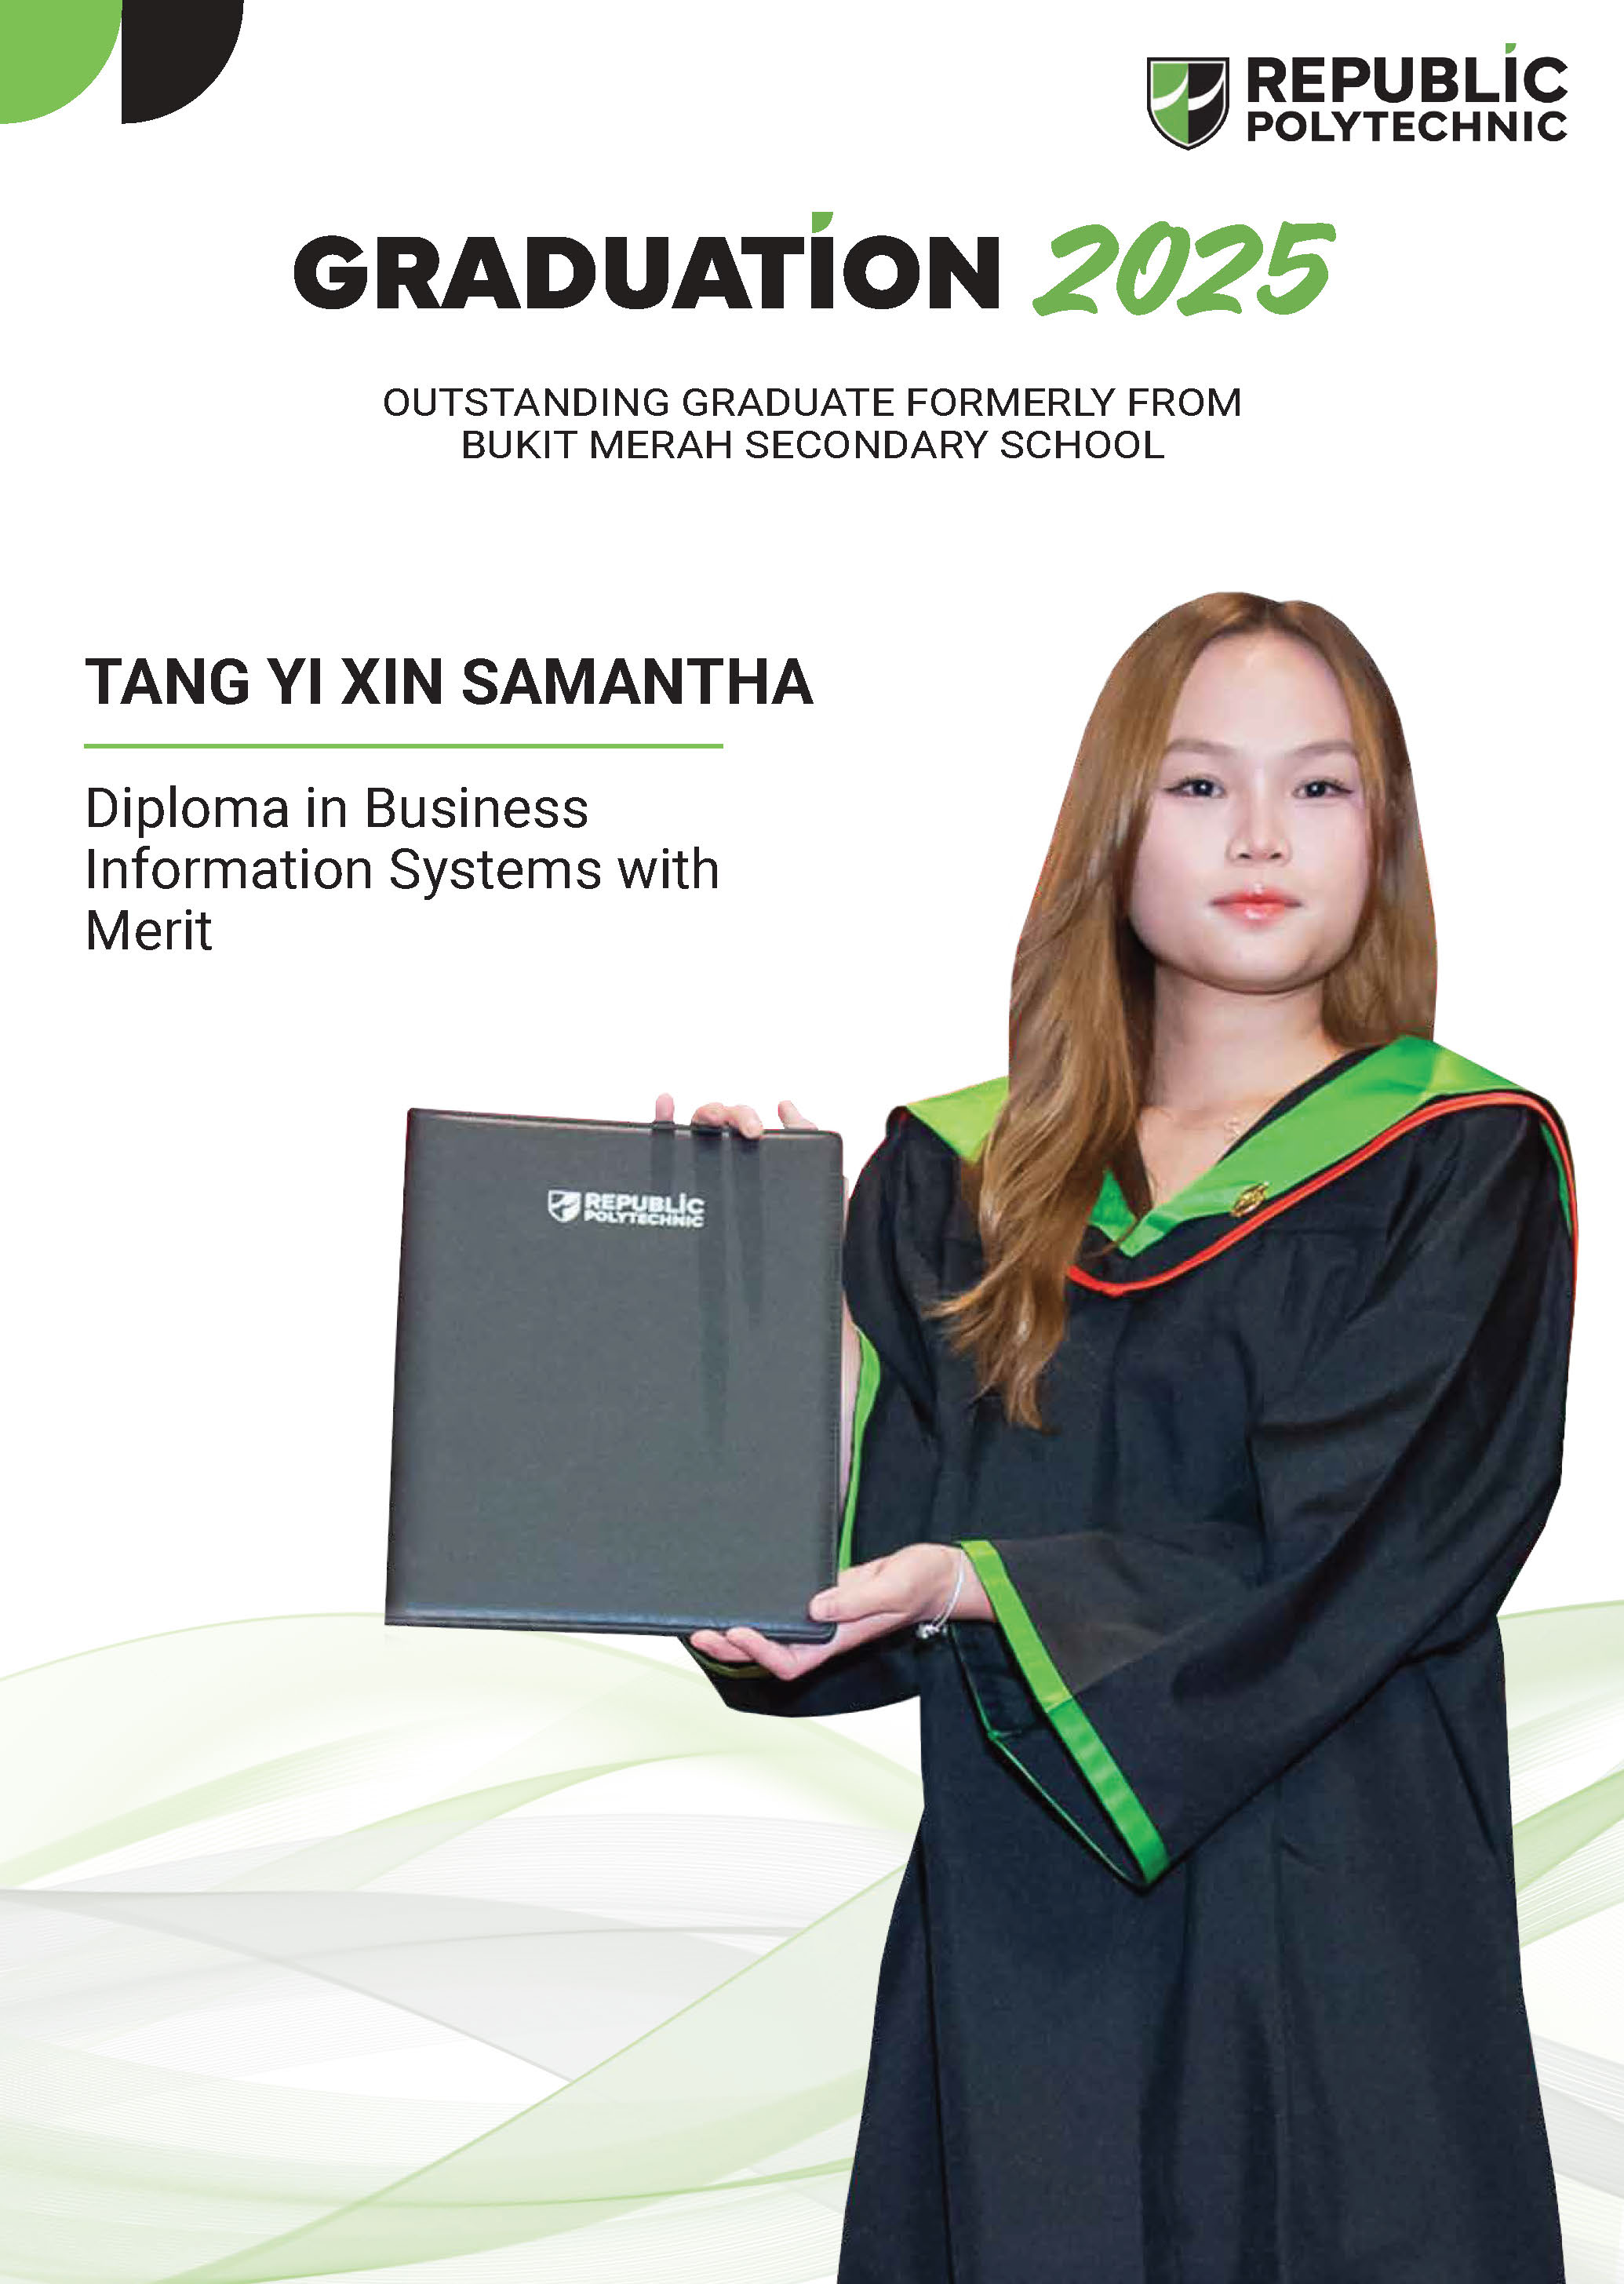 REPUBLIC
POLYTECHNIC
GRADUATION 2025
OUTSTANDING GRADUATE FORMERLY FROM
BUKIT MERAH SECONDARY SCHOOL
TANG YI XIN SAMANTHA
Diploma in Business
Information Systems with
Merit
REPUBLIC
POLYTECHNIC